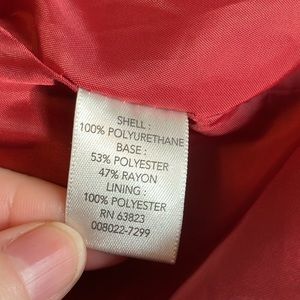 SHELL :
100% POLYURETHANE
BASE :
53% POLYESTER
47% RAYON
LINING :
100% POLYESTER
RN 63823
008022-7299